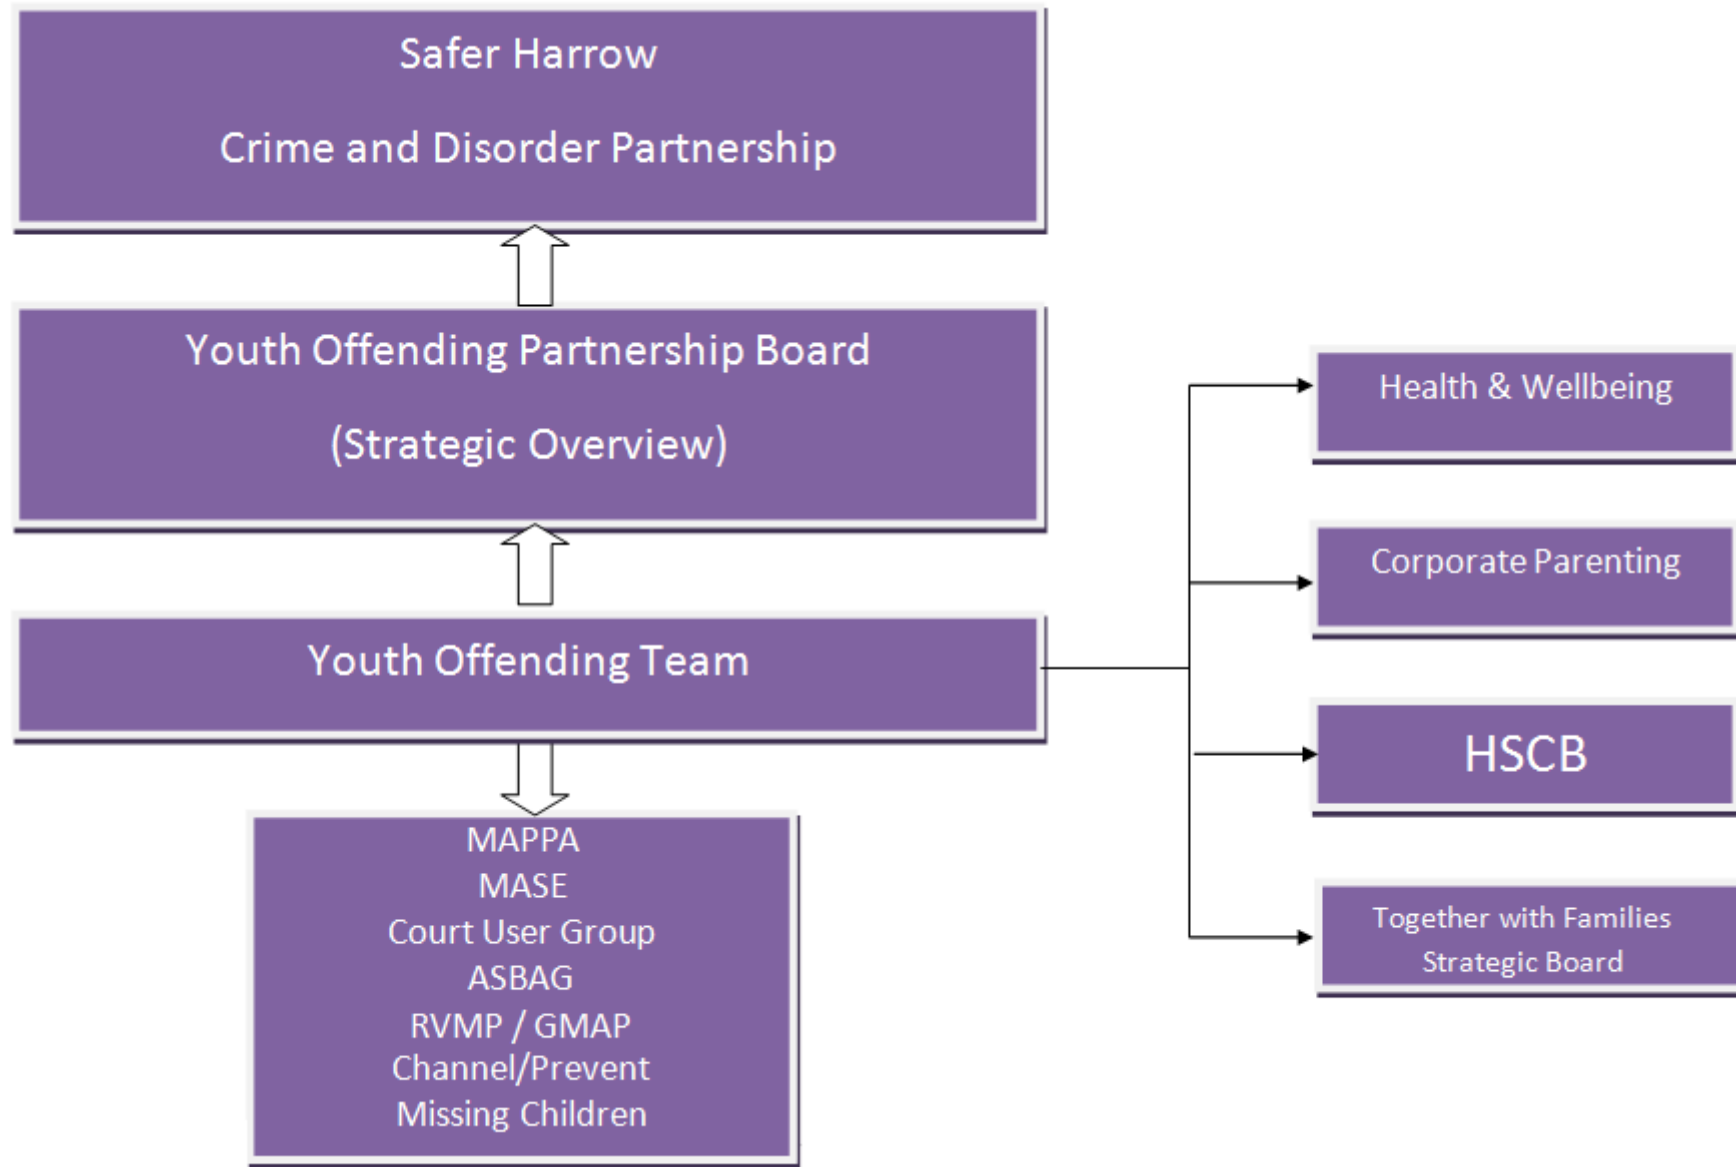 Safer Harrow
Crime and Disorder Partnership
Youth Offending Partnership Board
(Strategic Overview)
Youth Offending Team
MAPPA
MASE
Court User Group
ASBAG
RVMP / GMAP
Channel/Prevent
Missing Children
Health & Wellbeing
Corporate Parenting
HSCB
Together with Families
Strategic Board